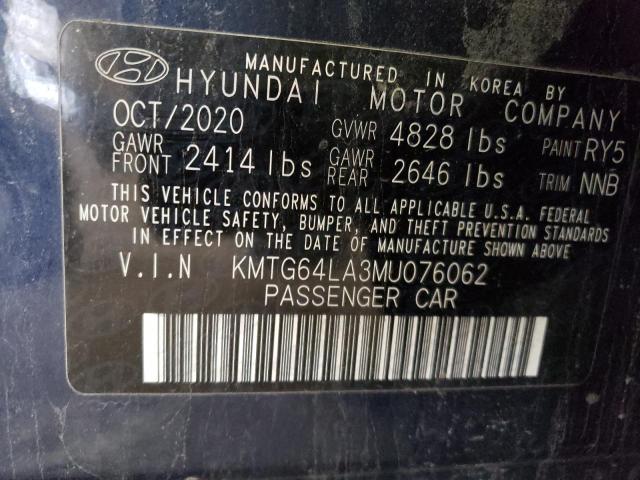 MANUFACTURED IN KOREA BY
HYUNDAI MOTOR COMPANY
OCT/2020 GVWR 4828 lbs PAINT RY5
GAWR FRONT 2414 lbs GAWR REAR 2646 lbs TRIM NNB
THIS VEHICLE CONFORMS TO ALL APPLICABLE U.S.A. FEDERAL
MOTOR VEHICLE SAFETY, BUMPER, AND THEFT PREVENTION STANDARDS
IN EFFECT ON THE DATE OF MANUFACTURE SHOWN ABOVE
V.I.N KMTG64LA3MU076062
PASSENGER CAR